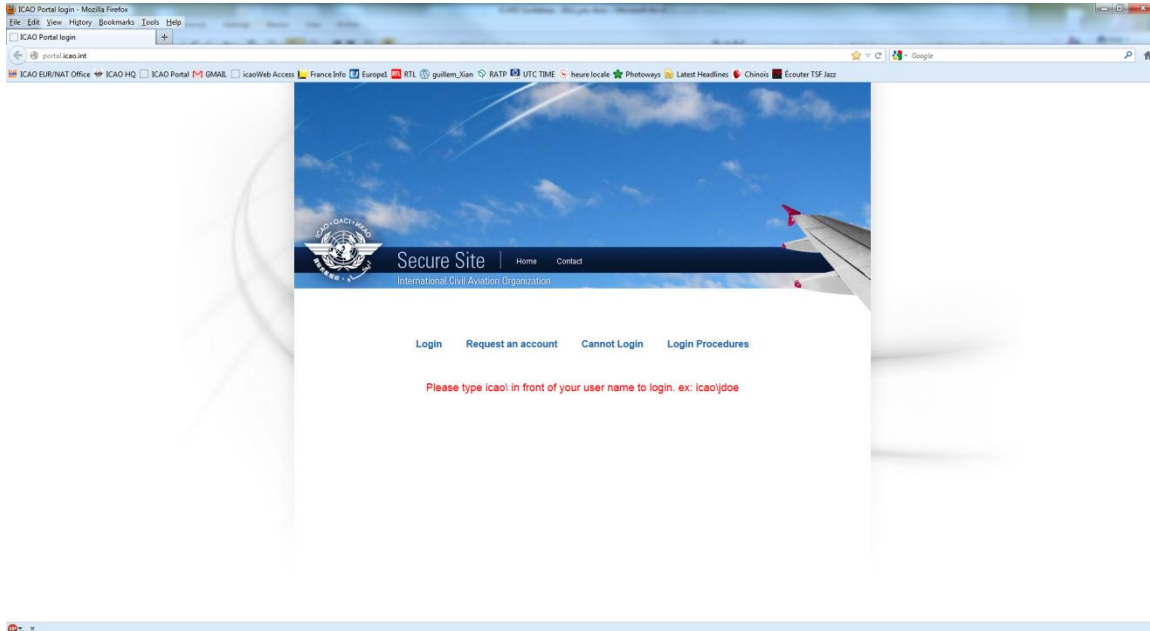 ICAO Portal login - Mozilla Firefox
File Edit View History Bookmarks Tools Help
ICAO Portal login +
portal.icao.int
Google
ICAO EUR/NAT Office ICAO HQ ICAO Portal GMAIL icaoWeb Access France Info Europe1 RTL guillem_Xian RATP UTC TIME heure locale Photoways Latest Headlines Chinois Écouter TSF Jazz
ICAO · OACI · ИКАО
Secure Site | Home Contact
International Civil Aviation Organization
Login Request an account Cannot Login Login Procedures
Please type icao\ in front of your user name to login. ex: icao\jdoe